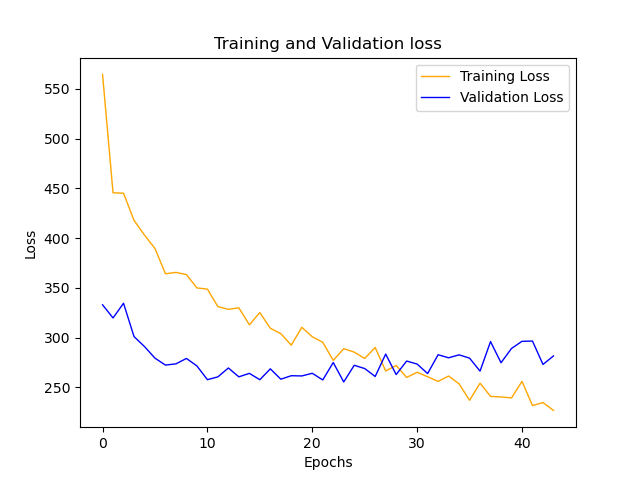 Training and Validation loss
Training Loss
Validation Loss
550
500
450
400
350
300
250
Loss
0 10 20 30 40
Epochs